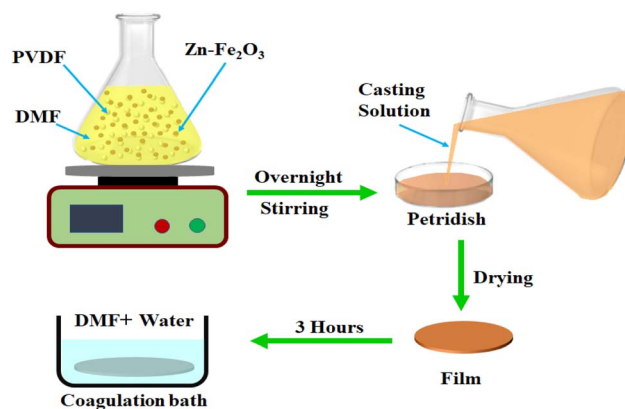 PVDF
Zn-Fe₂O₃
DMF
Casting
Solution
Overnight
Stirring
Petridish
Drying
DMF+ Water
3 Hours
Film
Coagulation bath